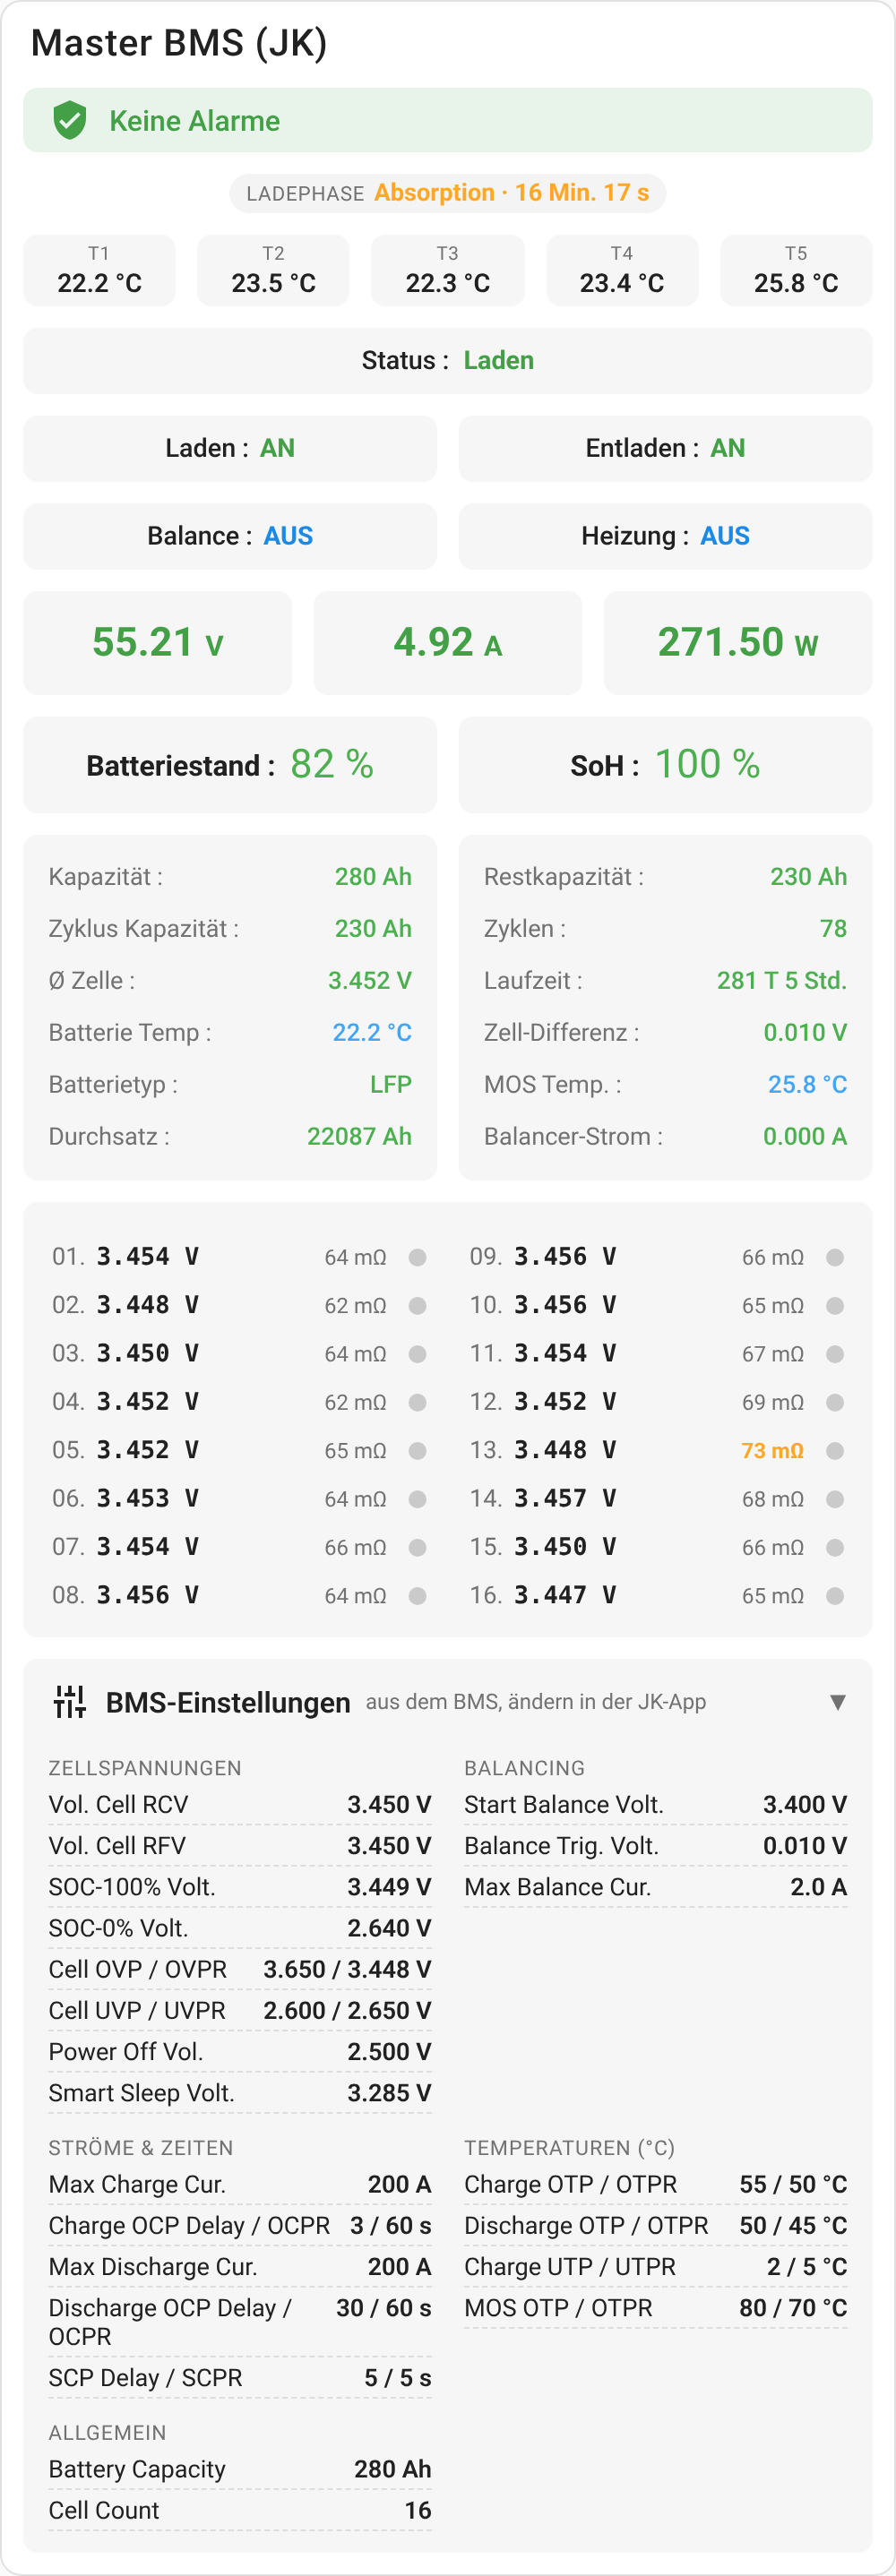 Master BMS (JK)
Keine Alarme
LADEPHASE Absorption · 16 Min. 17 s
T1 T2 T3 T4 T5
22.2 °C 23.5 °C 22.3 °C 23.4 °C 25.8 °C
Status : Laden
Laden : AN Entladen : AN
Balance : AUS Heizung : AUS
55.21 V 4.92 A 271.50 W
Batteriestand : 82 % SoH : 100 %
Kapazität : 280 Ah
Zyklus Kapazität : 230 Ah
Ø Zelle : 3.452 V
Batterie Temp : 22.2 °C
Batterietyp : LFP
Durchsatz : 22087 Ah
Restkapazität : 230 Ah
Zyklen : 78
Laufzeit : 281 T 5 Std.
Zell-Differenz : 0.010 V
MOS Temp. : 25.8 °C
Balancer-Strom : 0.000 A
01. 3.454 V 64 mΩ
02. 3.448 V 62 mΩ
03. 3.450 V 64 mΩ
04. 3.452 V 62 mΩ
05. 3.452 V 65 mΩ
06. 3.453 V 64 mΩ
07. 3.454 V 66 mΩ
08. 3.456 V 64 mΩ
09. 3.456 V 66 mΩ
10. 3.456 V 65 mΩ
11. 3.454 V 67 mΩ
12. 3.452 V 69 mΩ
13. 3.448 V 73 mΩ
14. 3.457 V 68 mΩ
15. 3.450 V 66 mΩ
16. 3.447 V 65 mΩ
BMS-Einstellungen aus dem BMS, ändern in der JK-App ▼
ZELLSPANNUNGEN
Vol. Cell RCV 3.450 V
Vol. Cell RFV 3.450 V
SOC-100% Volt. 3.449 V
SOC-0% Volt. 2.640 V
Cell OVP / OVPR 3.650 / 3.448 V
Cell UVP / UVPR 2.600 / 2.650 V
Power Off Vol. 2.500 V
Smart Sleep Volt. 3.285 V
BALANCING
Start Balance Volt. 3.400 V
Balance Trig. Volt. 0.010 V
Max Balance Cur. 2.0 A
STRÖME & ZEITEN
Max Charge Cur. 200 A
Charge OCP Delay / OCPR 3 / 60 s
Max Discharge Cur. 200 A
Discharge OCP Delay / 30 / 60 s
OCPR
SCP Delay / SCPR 5 / 5 s
TEMPERATUREN (°C)
Charge OTP / OTPR 55 / 50 °C
Discharge OTP / OTPR 50 / 45 °C
Charge UTP / UTPR 2 / 5 °C
MOS OTP / OTPR 80 / 70 °C
ALLGEMEIN
Battery Capacity 280 Ah
Cell Count 16